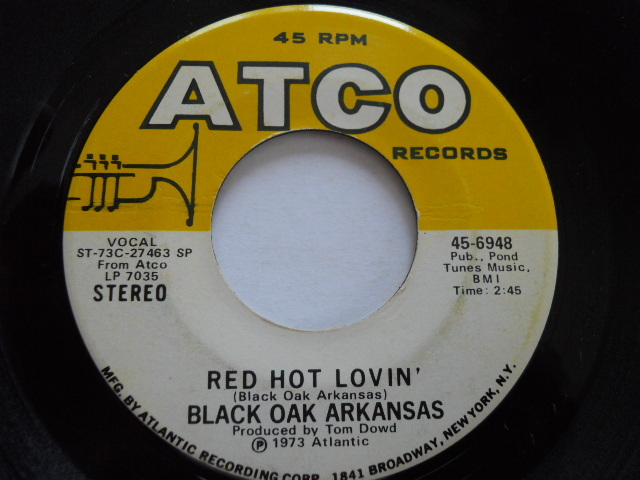 45 RPM
ATCO
RECORDS
VOCAL
ST-73C-27463 SP
From Atco
LP 7035
STEREO
45-6948
Pub., Pond
Tunes Music,
BMI
Time: 2:45
RED HOT LOVIN'
(Black Oak Arkansas)
BLACK OAK ARKANSAS
Produced by Tom Dowd
Ⓟ 1973 Atlantic
MFG. BY ATLANTIC RECORDING CORP. 1841 BROADWAY, NEW YORK, N.Y.